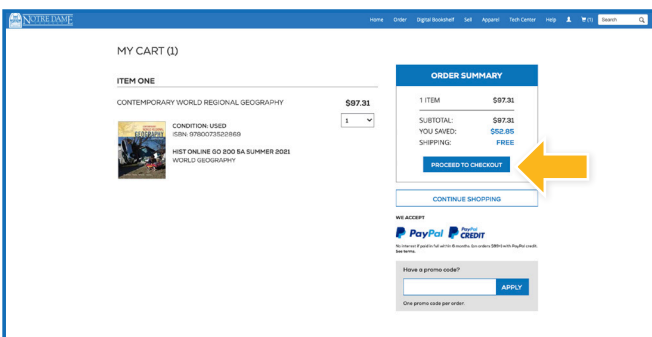 NOTRE DAME
Home Order Digital Bookshelf Sell Apparel Tech Center Help (1) Search
MY CART (1)
ITEM ONE
CONTEMPORARY WORLD REGIONAL GEOGRAPHY $97.31
1
CONDITION: USED
ISBN: 9780073522869
HIST ONLINE GO 200 5A SUMMER 2021
WORLD GEOGRAPHY
GEOGRAPHY
ORDER SUMMARY
1 ITEM $97.31
SUBTOTAL: $97.31
YOU SAVED: $52.85
SHIPPING: FREE
PROCEED TO CHECKOUT
CONTINUE SHOPPING
WE ACCEPT
PayPal PayPal CREDIT
See terms.
Have a promo code?
APPLY
One promo code per order.